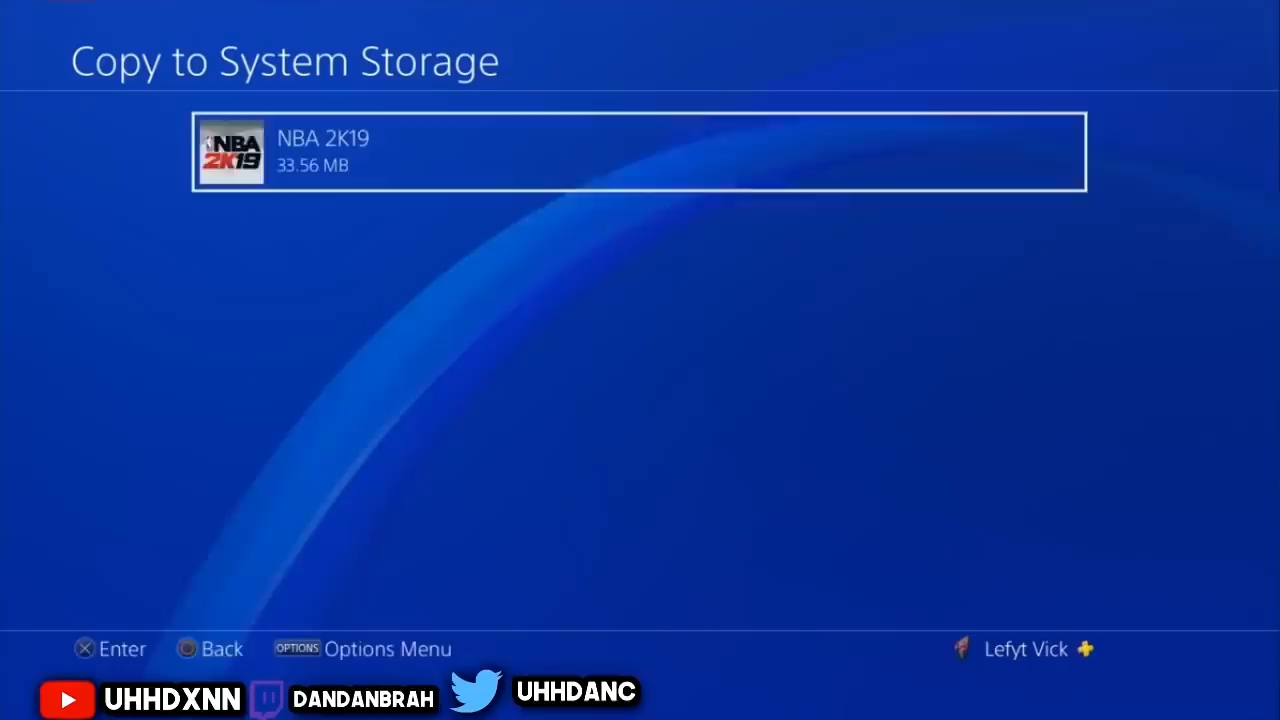 Copy to System Storage
NBA 2K19
NBA
2K19
33.56 MB
Enter Back OPTIONS Options Menu Lefyt Vick
UHHDXNN DANDANBRAH UHHDANC